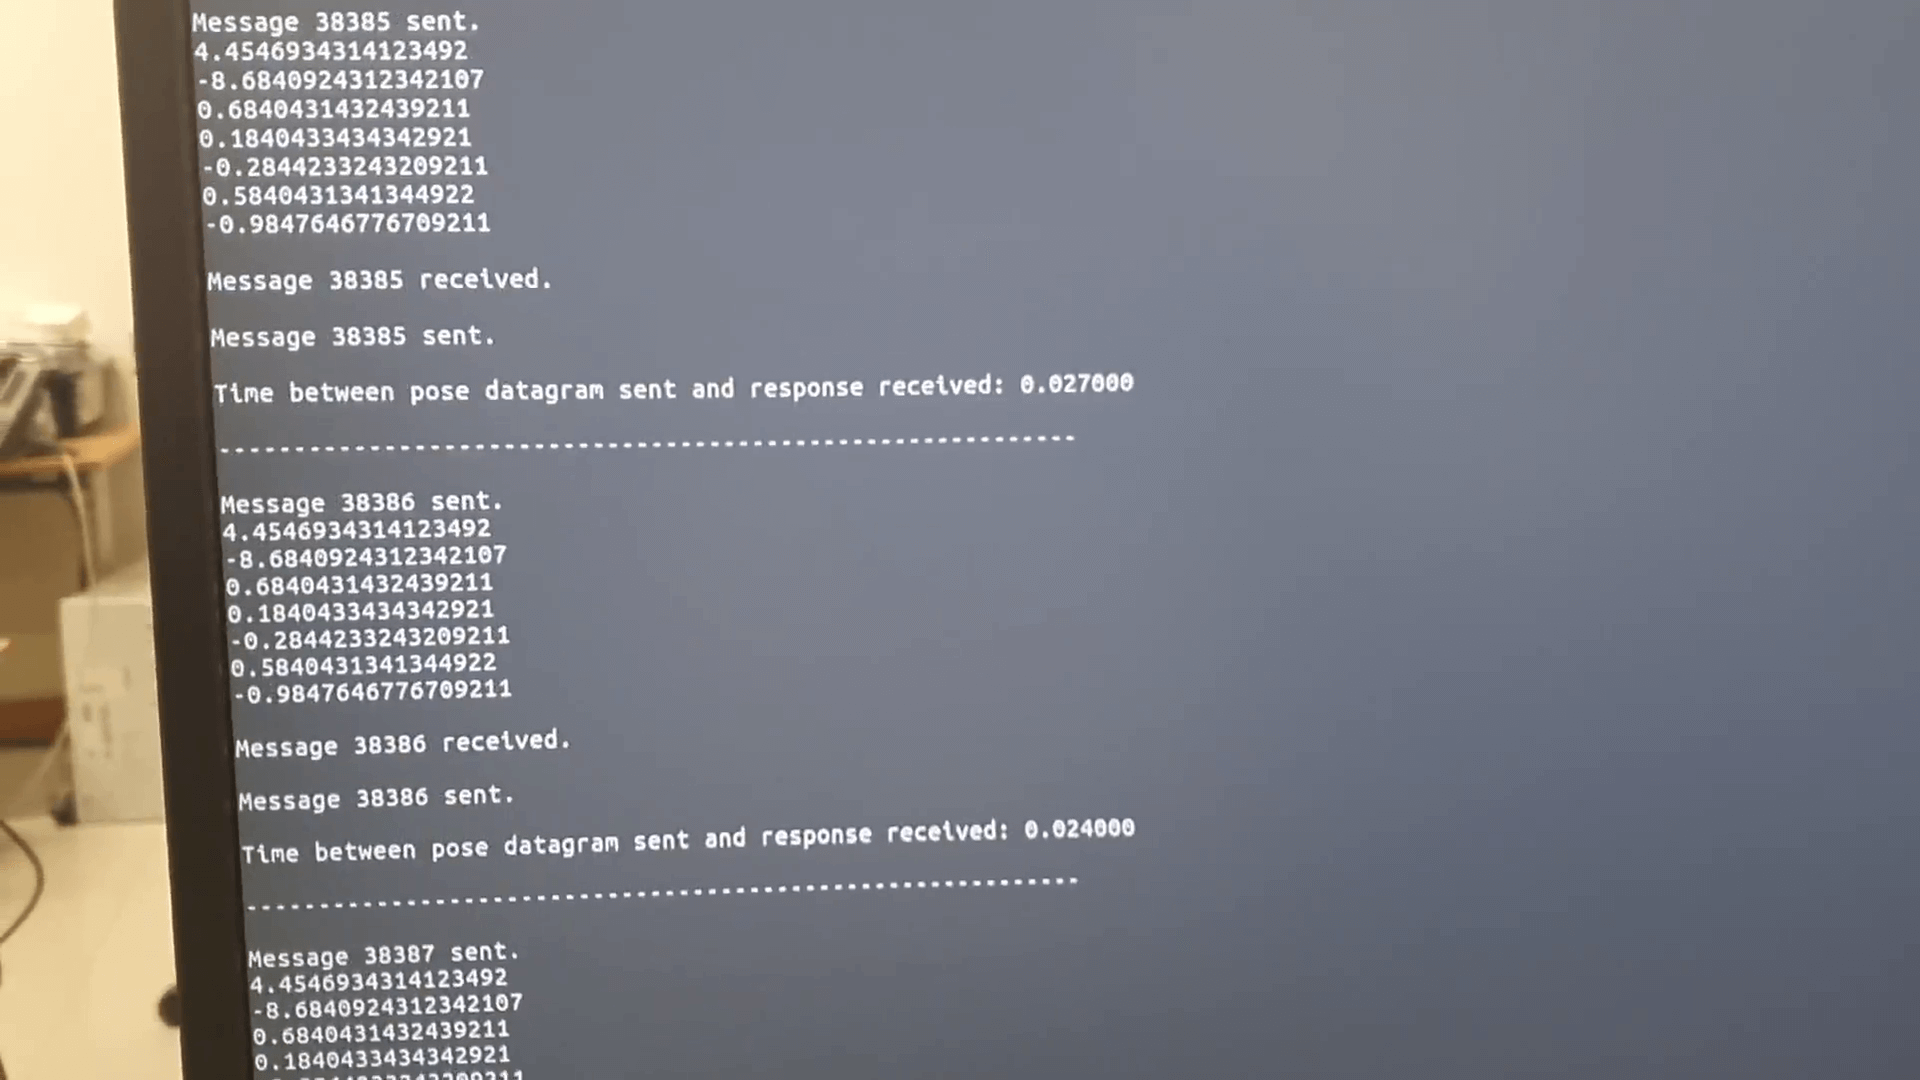 Message 38385 sent.
4.4546934314123492
-8.6840924312342107
0.6840431432439211
0.1840433434342921
-0.2844233243209211
0.5840431341344922
-0.9847646776709211
Message 38385 received.
Message 38385 sent.
Time between pose datagram sent and response received: 0.027000
----------------------------------------------------------
Message 38386 sent.
4.4546934314123492
-8.6840924312342107
0.6840431432439211
0.1840433434342921
-0.2844233243209211
0.5840431341344922
-0.9847646776709211
Message 38386 received.
Message 38386 sent.
Time between pose datagram sent and response received: 0.024000
----------------------------------------------------------
Message 38387 sent.
4.4546934314123492
-8.6840924312342107
0.6840431432439211
0.1840433434342921